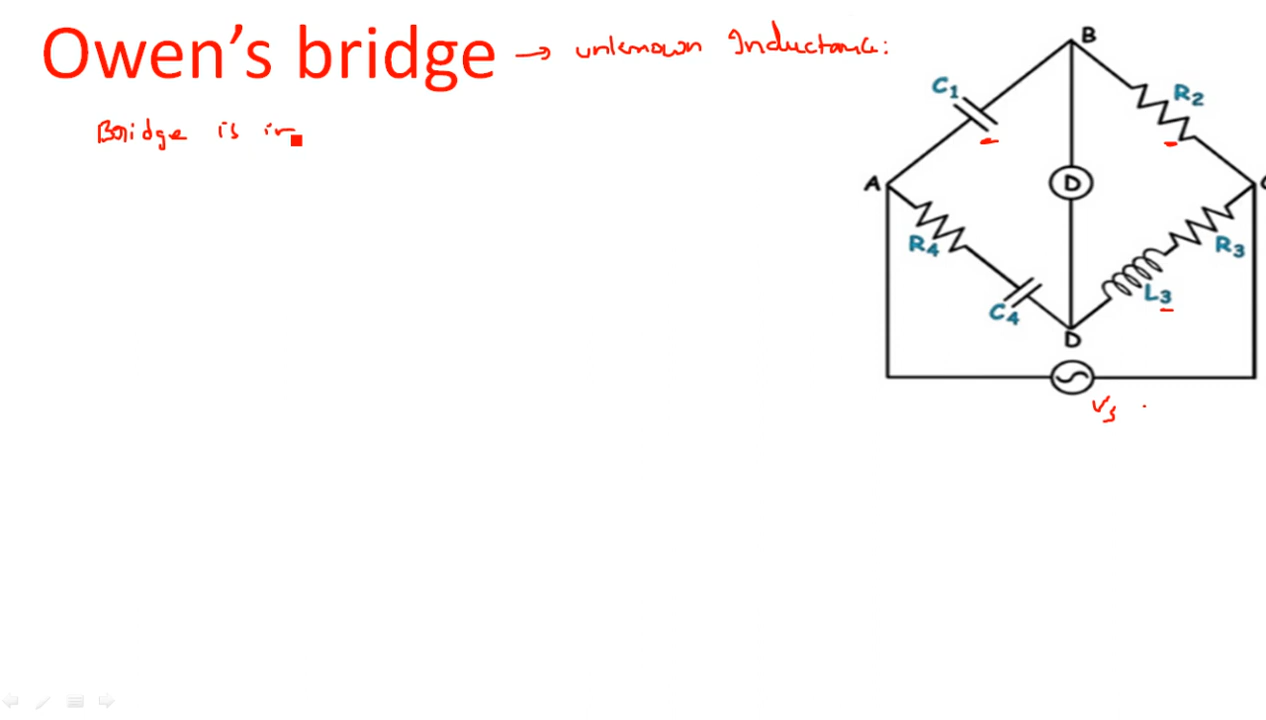 Owen's bridge → unknown Inductance:
Bridge is in
B
C1
R2
A
D
C
R4
R3
L3
C4
D
Vs